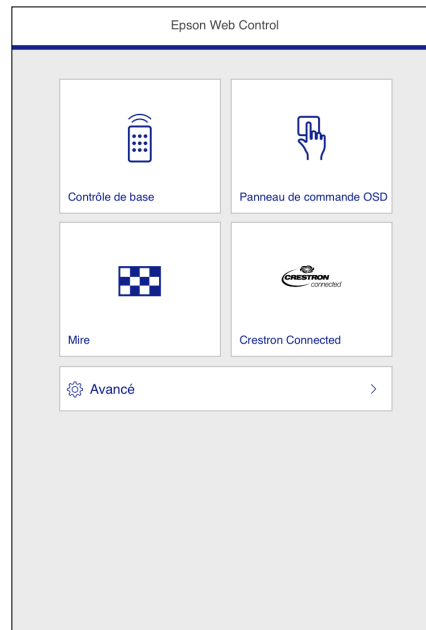 Epson Web Control
Contrôle de base
Panneau de commande OSD
CRESTRON
connected
Mire
Crestron Connected
Avancé